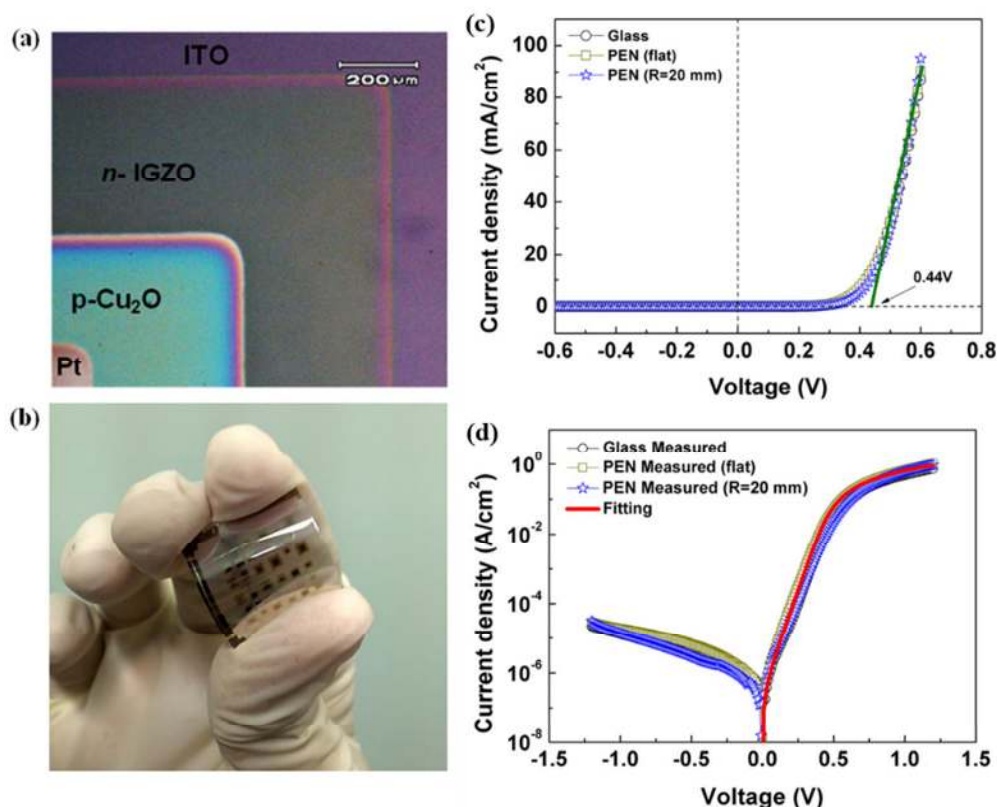 (a)
ITO
200 μm
n- IGZO
p-Cu₂O
Pt
(b)
(c)
Glass
PEN (flat)
PEN (R=20 mm)
100
80
60
40
20
0
0.44V
-0.6 -0.4 -0.2 0.0 0.2 0.4 0.6 0.8
Current density (mA/cm²)
Voltage (V)
(d)
Glass Measured
PEN Measured (flat)
PEN Measured (R=20 mm)
Fitting
10⁰
10⁻²
10⁻⁴
10⁻⁶
10⁻⁸
-1.5 -1.0 -0.5 0.0 0.5 1.0 1.5
Current density (A/cm²)
Voltage (V)